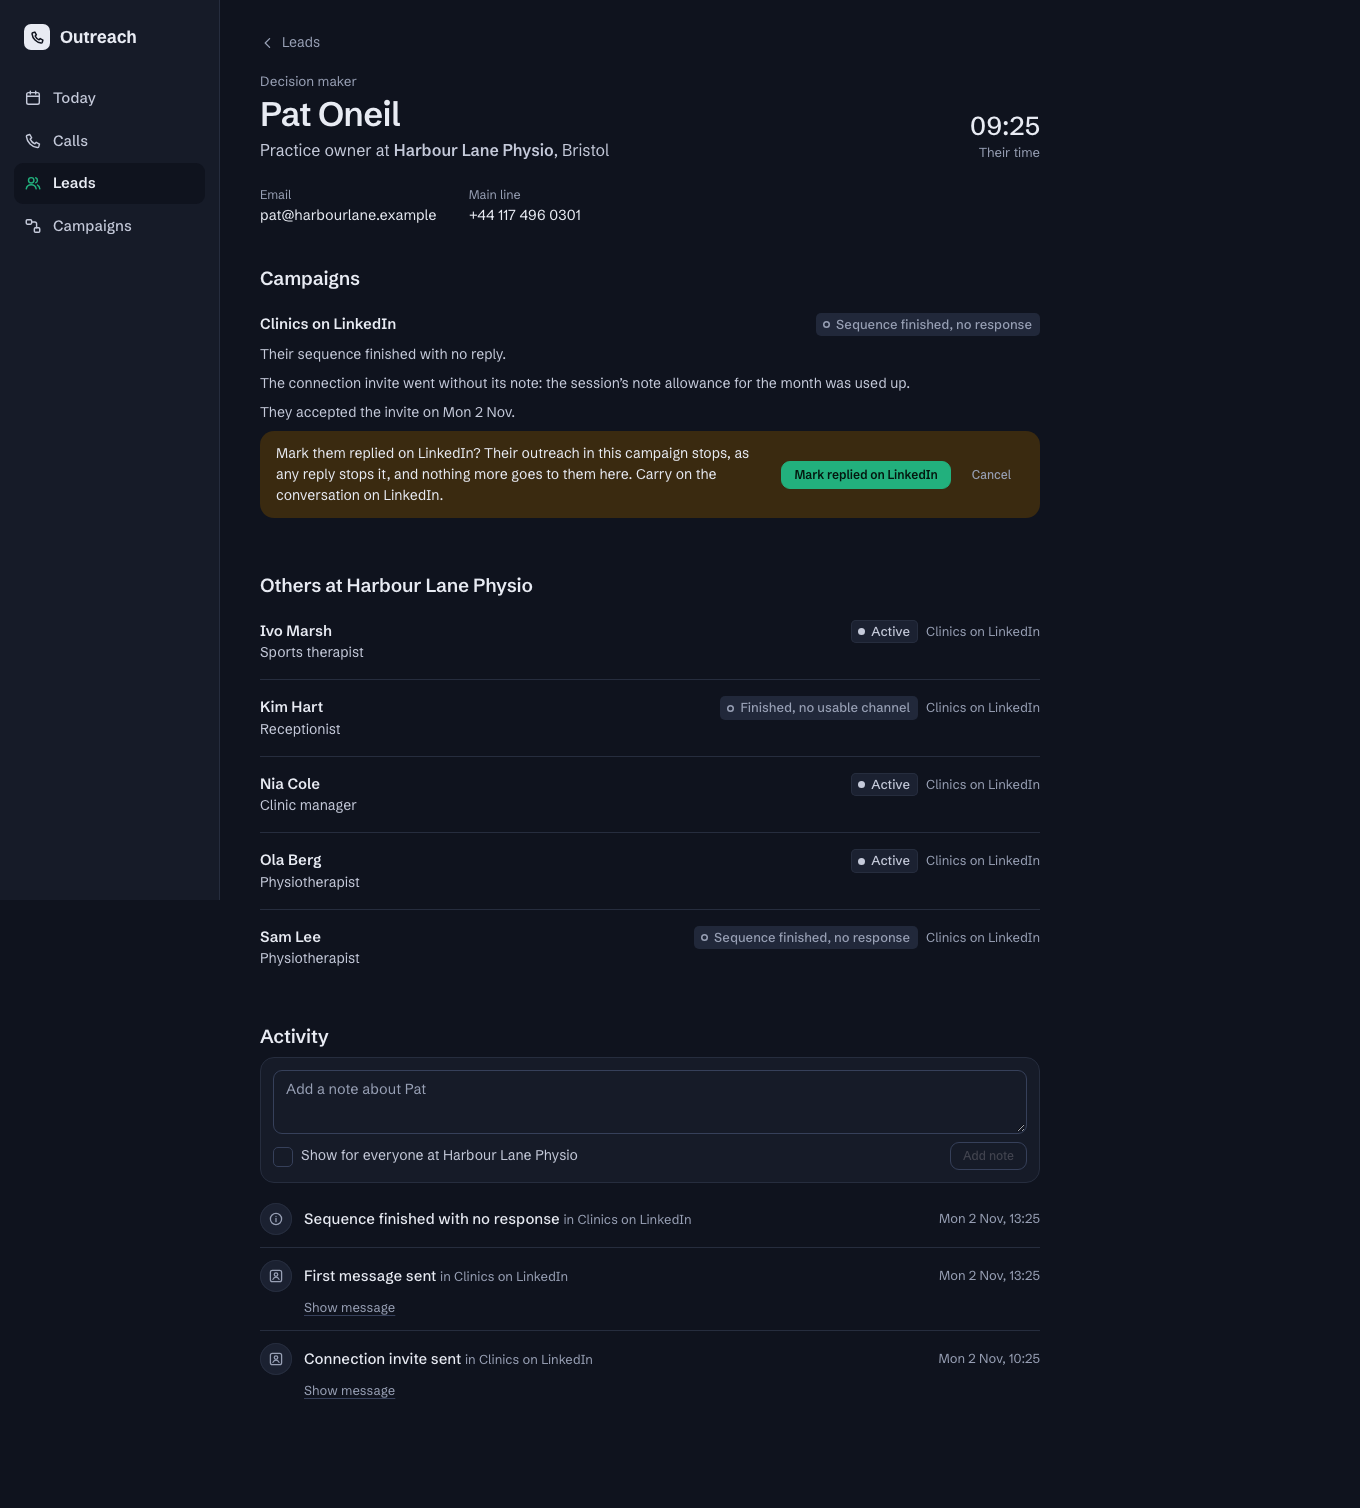 Outreach
Today
Calls
Leads
Campaigns
Leads
Decision maker
Pat Oneil
Practice owner at Harbour Lane Physio, Bristol
09:25
Their time
Email
pat@harbourlane.example
Main line
+44 117 496 0301
Campaigns
Clinics on LinkedIn
Sequence finished, no response
Their sequence finished with no reply.
The connection invite went without its note: the session's note allowance for the month was used up.
They accepted the invite on Mon 2 Nov.
Mark them replied on LinkedIn? Their outreach in this campaign stops, as
any reply stops it, and nothing more goes to them here. Carry on the
conversation on LinkedIn.
Mark replied on LinkedIn
Cancel
Others at Harbour Lane Physio
Ivo Marsh
Sports therapist
Active
Clinics on LinkedIn
Kim Hart
Receptionist
Finished, no usable channel
Clinics on LinkedIn
Nia Cole
Clinic manager
Active
Clinics on LinkedIn
Ola Berg
Physiotherapist
Active
Clinics on LinkedIn
Sam Lee
Physiotherapist
Sequence finished, no response
Clinics on LinkedIn
Activity
Add a note about Pat
Show for everyone at Harbour Lane Physio
Add note
Sequence finished with no response in Clinics on LinkedIn
Mon 2 Nov, 13:25
First message sent in Clinics on LinkedIn
Mon 2 Nov, 13:25
Show message
Connection invite sent in Clinics on LinkedIn
Mon 2 Nov, 10:25
Show message